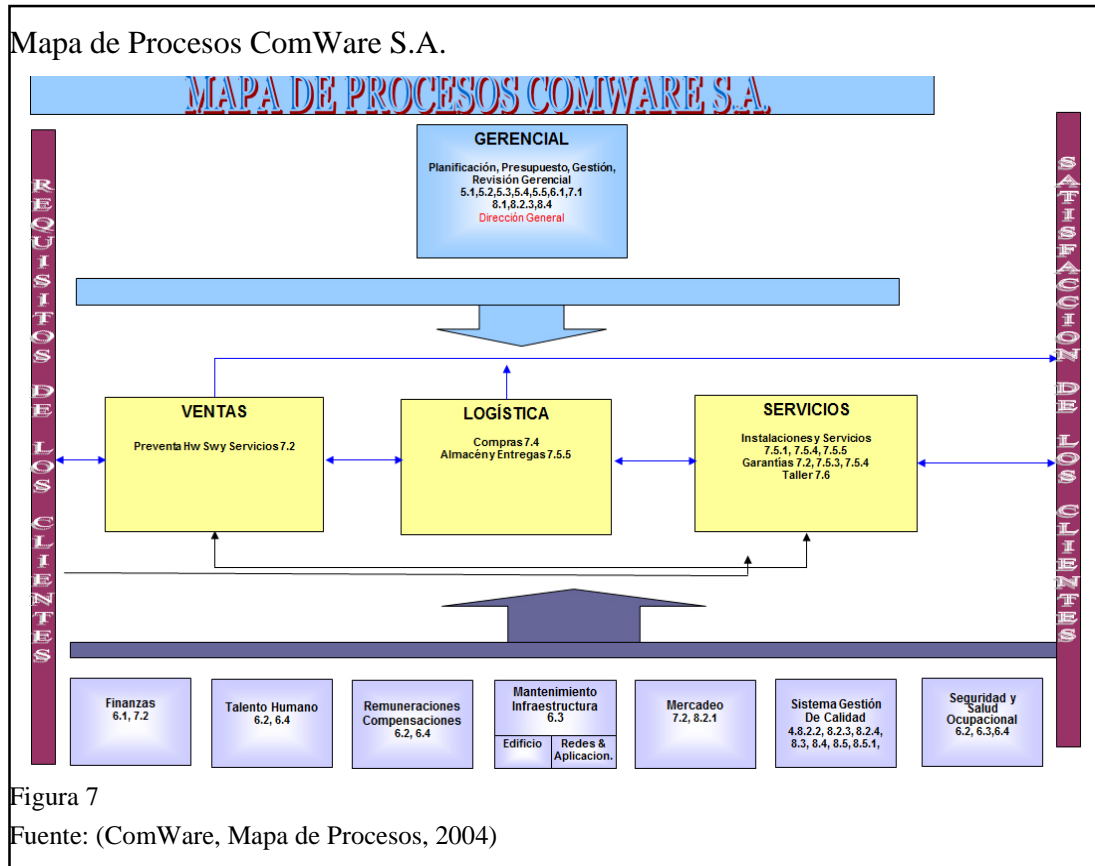 Mapa de Procesos ComWare S.A.
MAPA DE PROCESOS COMWARE S.A.
REQUISITOS DE LOS CLIENTES
GERENCIAL
Planificación, Presupuesto, Gestión,
Revisión Gerencial
5.1,5.2,5.3,5.4,5.5,6.1,7.1
8.1,8.2.3,8.4
Dirección General
SATISFACCION DE LOS CLIENTES
VENTAS
Preventa Hw Swy Servicios 7.2
LOGÍSTICA
Compras 7.4
Almacén y Entregas 7.5.5
SERVICIOS
Instalaciones y Servicios
7.5.1, 7.5.4, 7.5.5
Garantías 7.2, 7.5.3, 7.5.4
Taller 7.6
Finanzas
6.1, 7.2
Talento Humano
6.2, 6.4
Remuneraciones
Compensaciones
6.2, 6.4
Mantenimiento
Infraestructura
6.3
Edificio
Redes &
Aplicacion.
Mercadeo
7.2, 8.2.1
Sistema Gestión
De Calidad
4.8.2.2, 8.2.3, 8.2.4,
8.3, 8.4, 8.5, 8.5.1,
Seguridad y
Salud
Ocupacional
6.2, 6.3,6.4
Figura 7
Fuente: (ComWare, Mapa de Procesos, 2004)